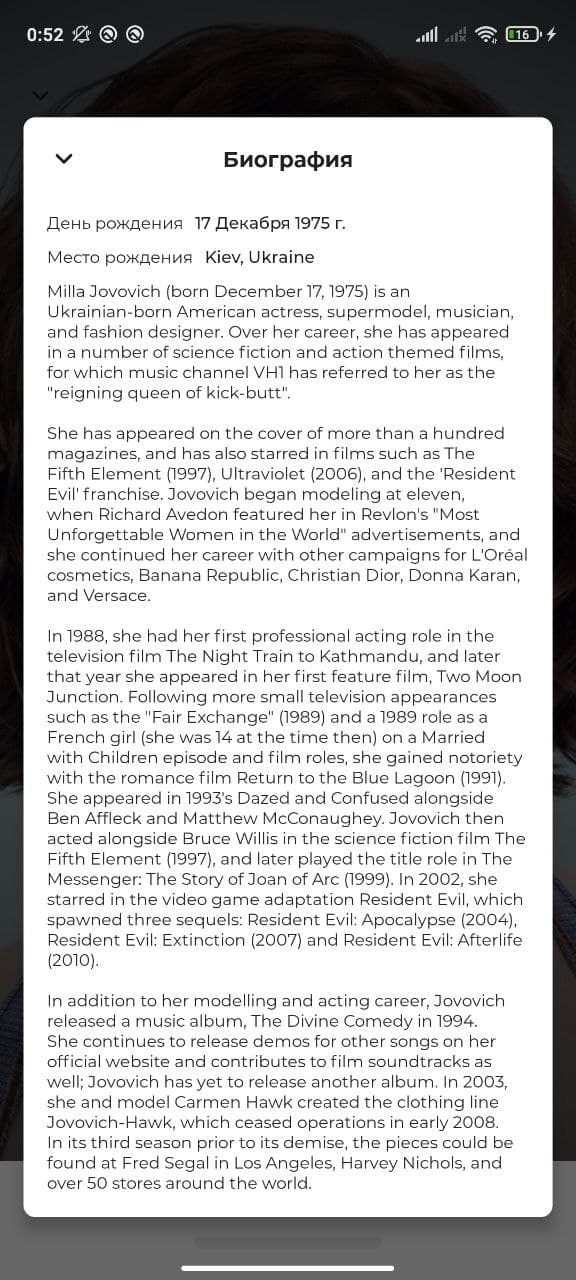 0:52
16
Биография
День рождения 17 Декабря 1975 г.
Место рождения Kiev, Ukraine
Milla Jovovich (born December 17, 1975) is an
Ukrainian-born American actress, supermodel, musician,
and fashion designer. Over her career, she has appeared
in a number of science fiction and action themed films,
for which music channel VH1 has referred to her as the
"reigning queen of kick-butt".
She has appeared on the cover of more than a hundred
magazines, and has also starred in films such as The
Fifth Element (1997), Ultraviolet (2006), and the 'Resident
Evil' franchise. Jovovich began modeling at eleven,
when Richard Avedon featured her in Revlon's "Most
Unforgettable Women in the World" advertisements, and
she continued her career with other campaigns for L'Oréal
cosmetics, Banana Republic, Christian Dior, Donna Karan,
and Versace.
In 1988, she had her first professional acting role in the
television film The Night Train to Kathmandu, and later
that year she appeared in her first feature film, Two Moon
Junction. Following more small television appearances
such as the "Fair Exchange" (1989) and a 1989 role as a
French girl (she was 14 at the time then) on a Married
with Children episode and film roles, she gained notoriety
with the romance film Return to the Blue Lagoon (1991).
She appeared in 1993's Dazed and Confused alongside
Ben Affleck and Matthew McConaughey. Jovovich then
acted alongside Bruce Willis in the science fiction film The
Fifth Element (1997), and later played the title role in The
Messenger: The Story of Joan of Arc (1999). In 2002, she
starred in the video game adaptation Resident Evil, which
spawned three sequels: Resident Evil: Apocalypse (2004),
Resident Evil: Extinction (2007) and Resident Evil: Afterlife
(2010).
In addition to her modelling and acting career, Jovovich
released a music album, The Divine Comedy in 1994.
She continues to release demos for other songs on her
official website and contributes to film soundtracks as
well; Jovovich has yet to release another album. In 2003,
she and model Carmen Hawk created the clothing line
Jovovich-Hawk, which ceased operations in early 2008.
In its third season prior to its demise, the pieces could be
found at Fred Segal in Los Angeles, Harvey Nichols, and
over 50 stores around the world.